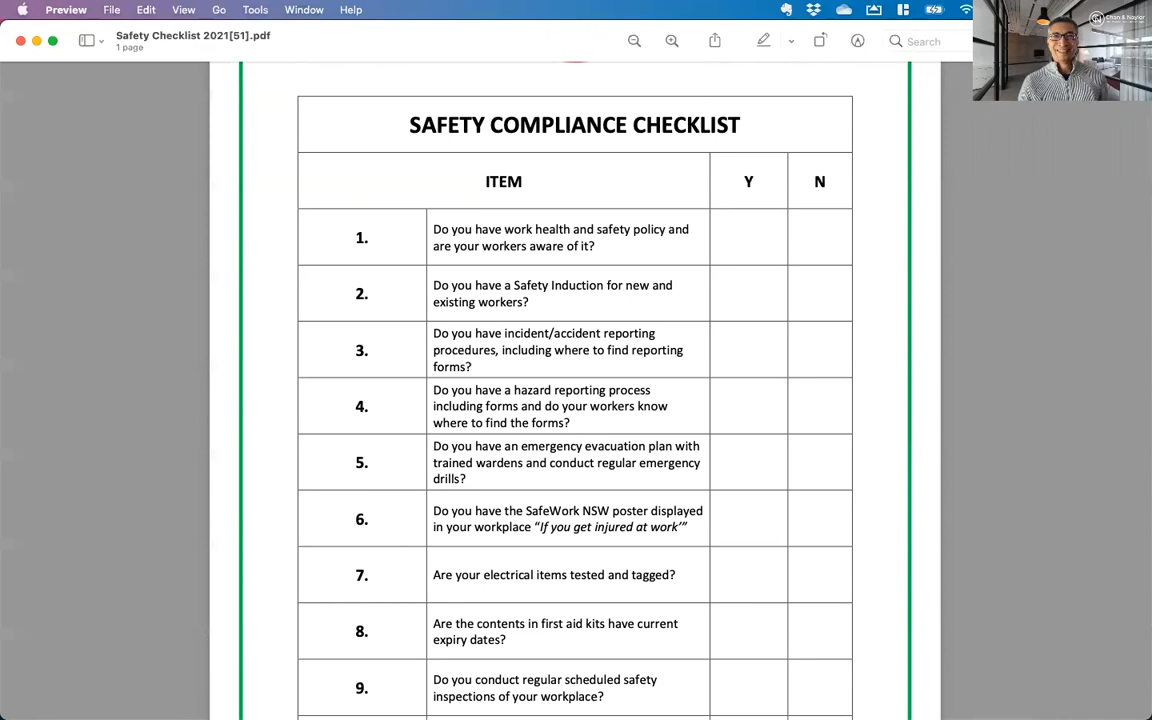 Preview File Edit View Go Tools Window Help
Safety Checklist 2021[51].pdf
1 page
Search
Chan & Naylor
SAFETY COMPLIANCE CHECKLIST
ITEM Y N
1. Do you have work health and safety policy and
are your workers aware of it?
2. Do you have a Safety Induction for new and
existing workers?
3. Do you have incident/accident reporting
procedures, including where to find reporting
forms?
4. Do you have a hazard reporting process
including forms and do your workers know
where to find the forms?
5. Do you have an emergency evacuation plan with
trained wardens and conduct regular emergency
drills?
6. Do you have the SafeWork NSW poster displayed
in your workplace “If you get injured at work’”
7. Are your electrical items tested and tagged?
8. Are the contents in first aid kits have current
expiry dates?
9. Do you conduct regular scheduled safety
inspections of your workplace?